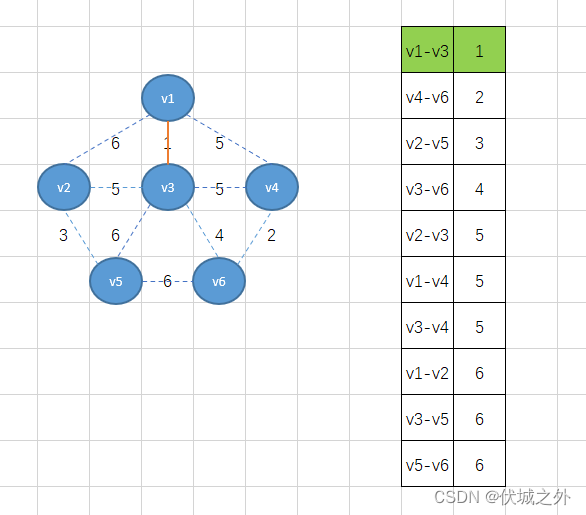 v1
6 1 5
v2 5 v3 5 v4
3 6 4 2
v5 6 v6
v1-v3 1
v4-v6 2
v2-v5 3
v3-v6 4
v2-v3 5
v1-v4 5
v3-v4 5
v1-v2 6
v3-v5 6
v5-v6 6
CSDN @伏城之外